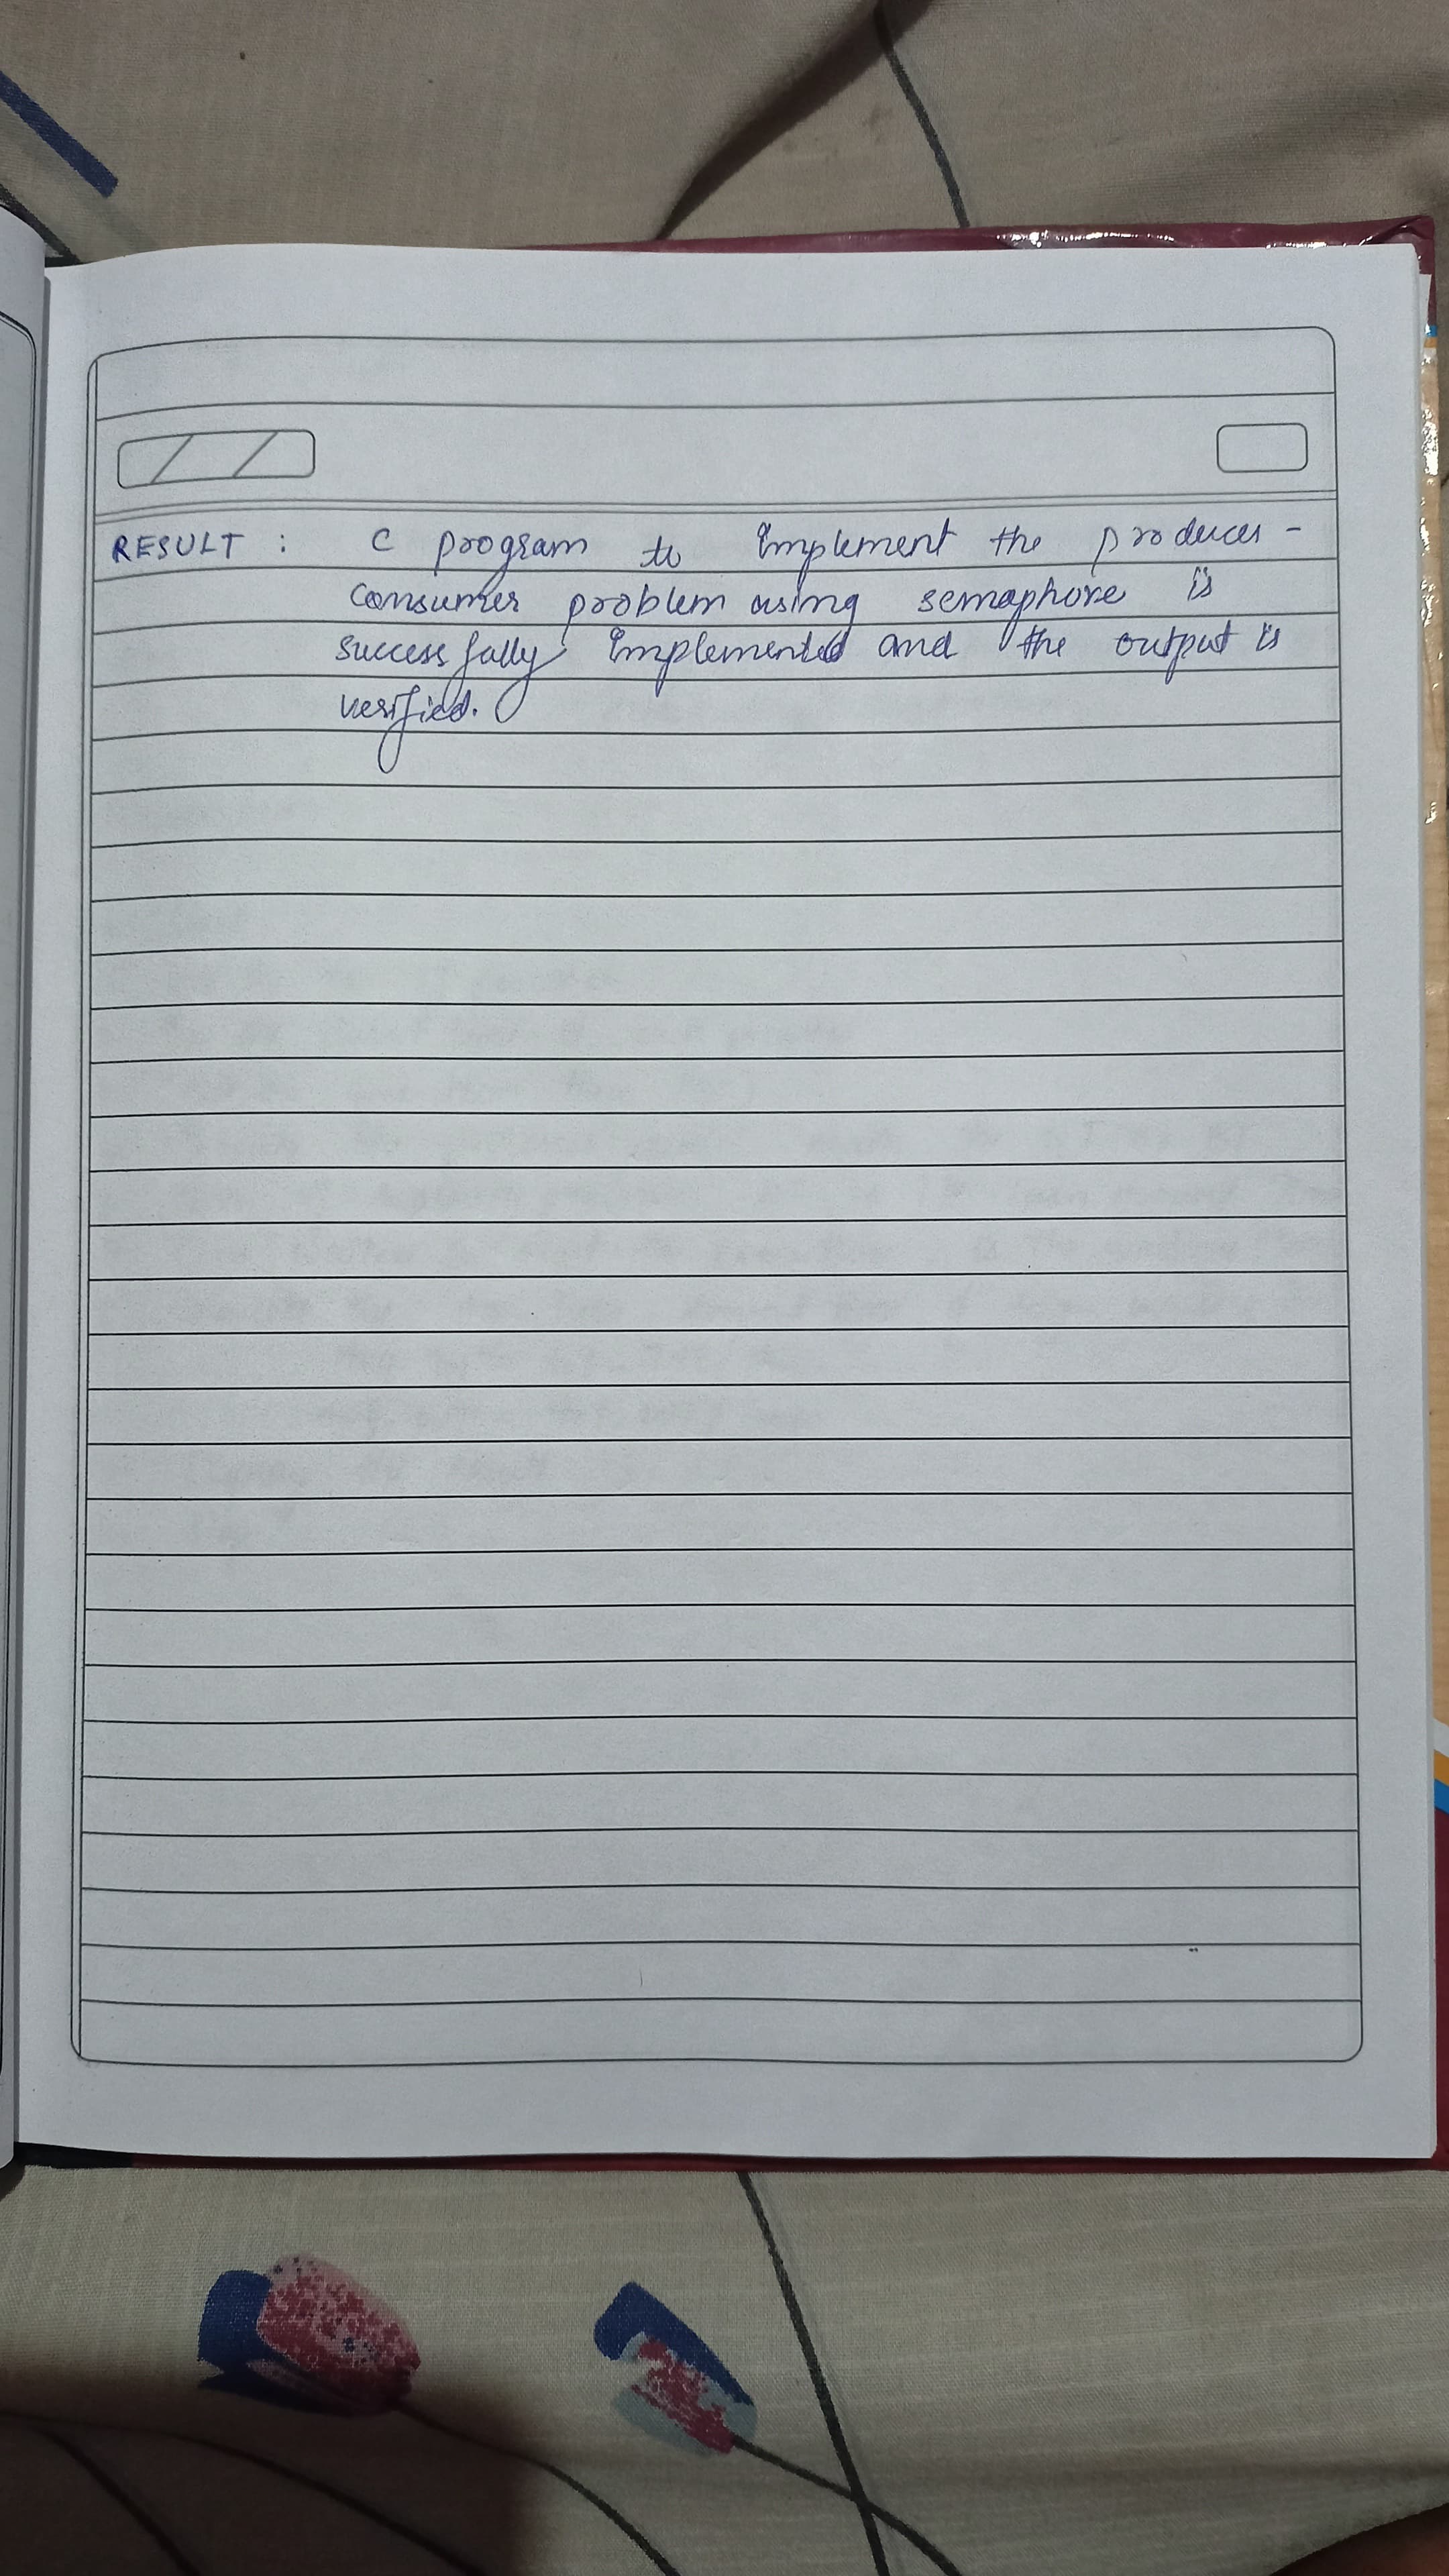 RESULT : C program to Implement the producer -
Consumer problem using semaphore is
successfully Implemented and the output is
verified.